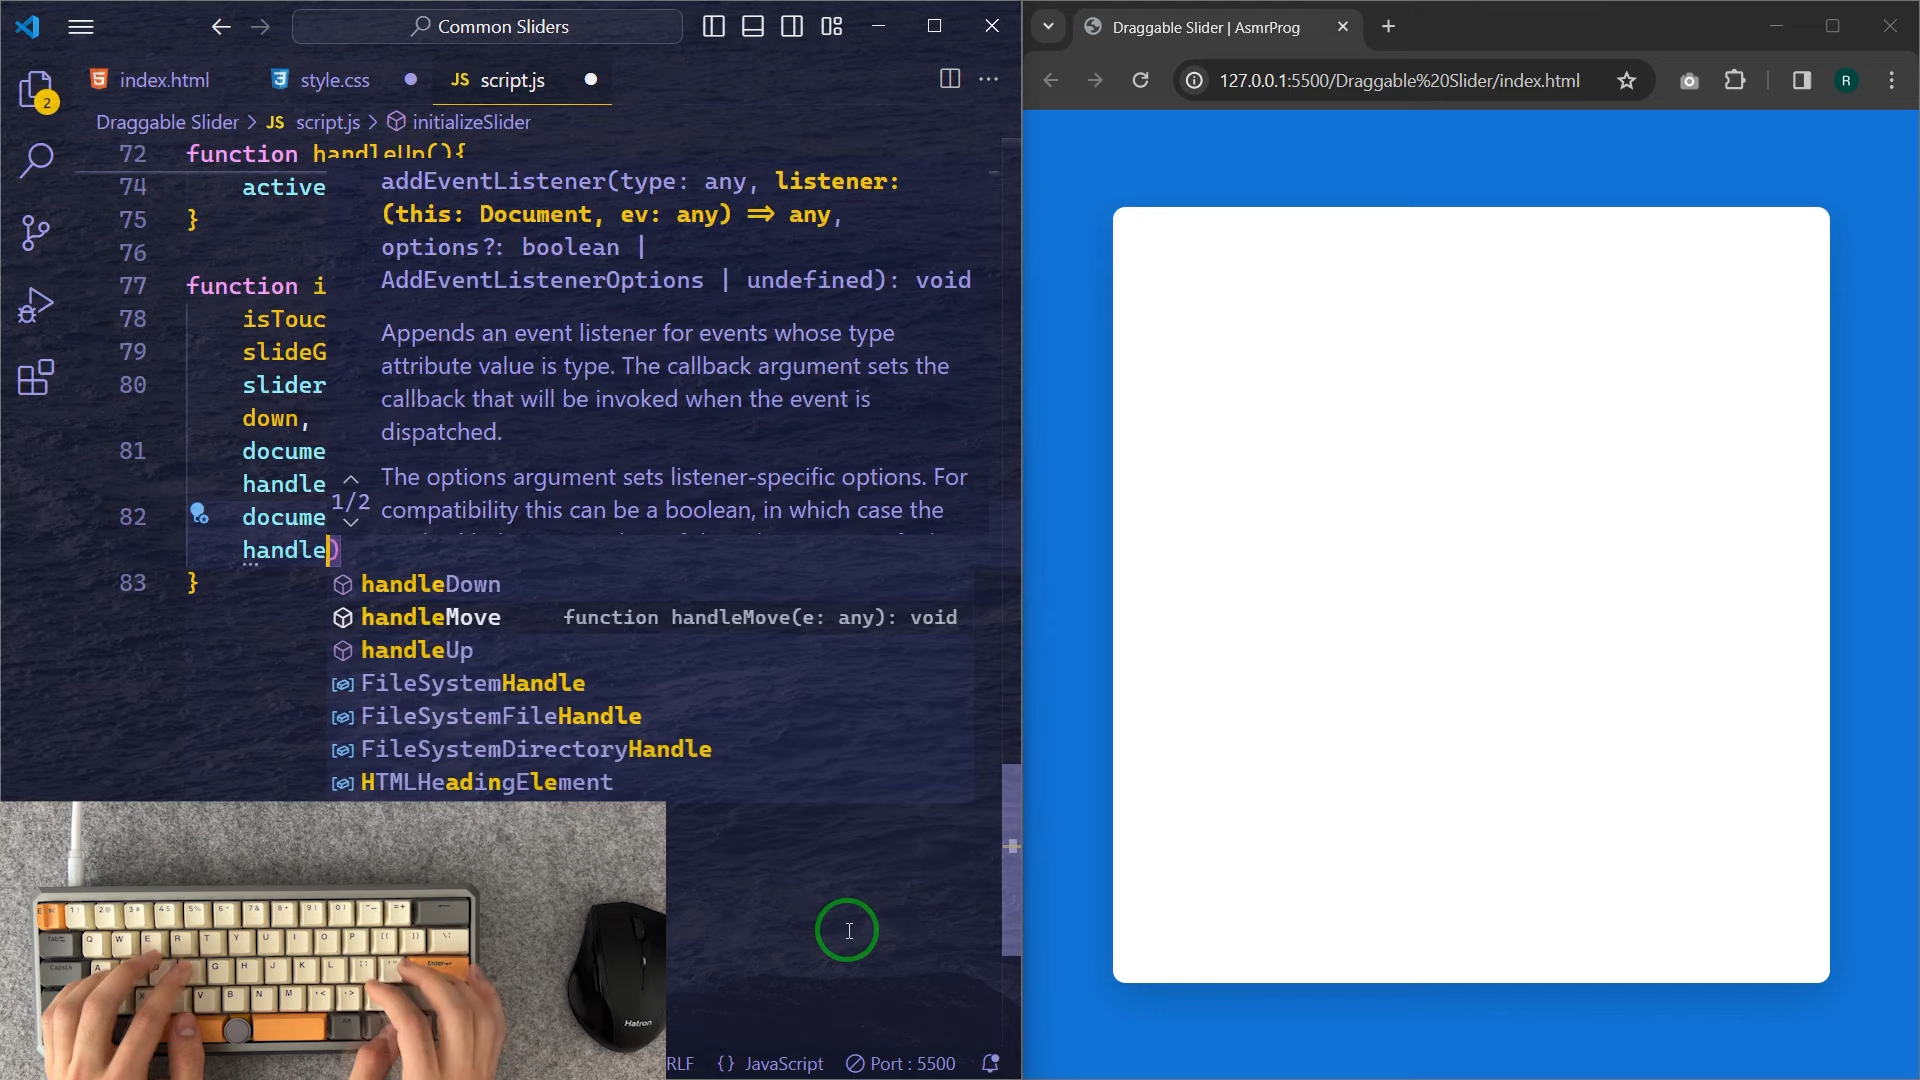 Common Sliders
index.html
style.css
JS script.js
2
Draggable Slider > JS script.js > initializeSlider
72 function handleUp(){
74 active
75 }
76
77 function i
78 isTouc
79 slideG
80 slider
down,
81 docume
handle
82 docume
handle)
83 }
addEventListener(type: any, listener:
(this: Document, ev: any) => any,
options?: boolean |
AddEventListenerOptions | undefined): void
Appends an event listener for events whose type
attribute value is type. The callback argument sets the
callback that will be invoked when the event is
dispatched.
The options argument sets listener-specific options. For
1/2
compatibility this can be a boolean, in which case the
handleDown
handleMove function handleMove(e: any): void
handleUp
FileSystemHandle
FileSystemFileHandle
FileSystemDirectoryHandle
HTMLHeadingElement
RLF {} JavaScript Port : 5500
Draggable Slider | AsmrProg
127.0.0.1:5500/Draggable%20Slider/index.html
R
Hatron